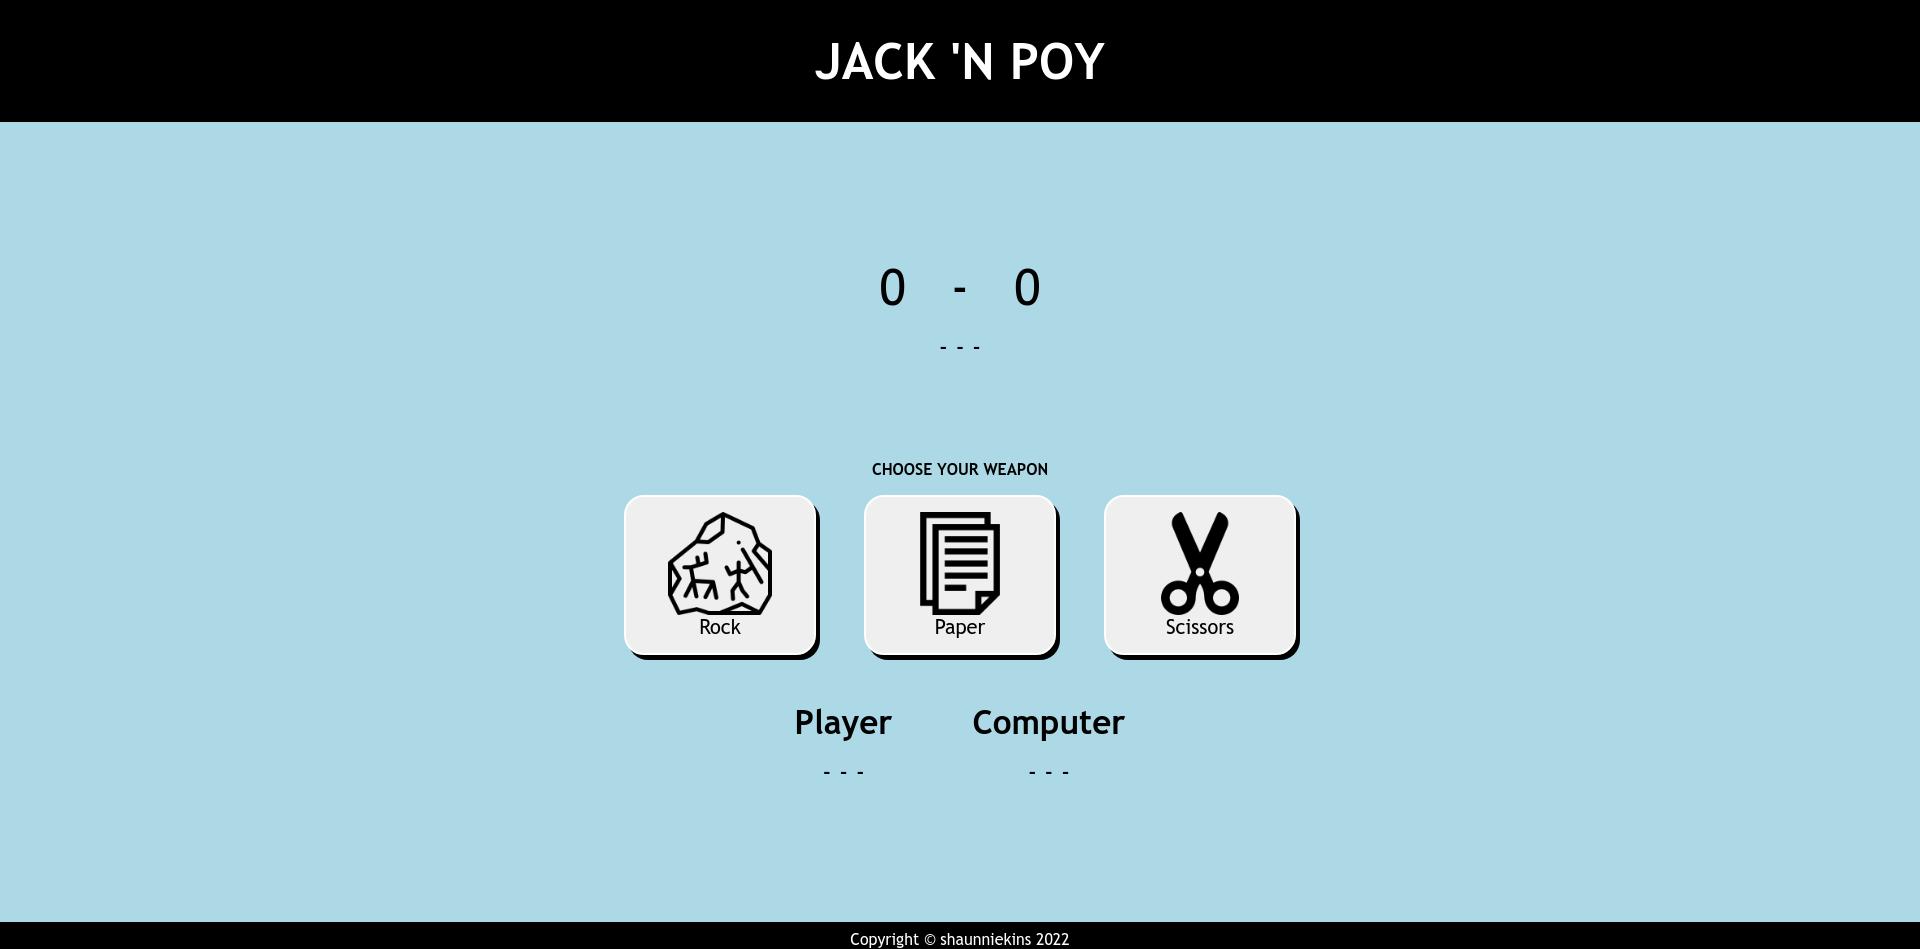 JACK 'N POY
0 - 0
- - -
CHOOSE YOUR WEAPON
Rock Paper Scissors
Player Computer
- - - - - -
Copyright © shaunniekins 2022